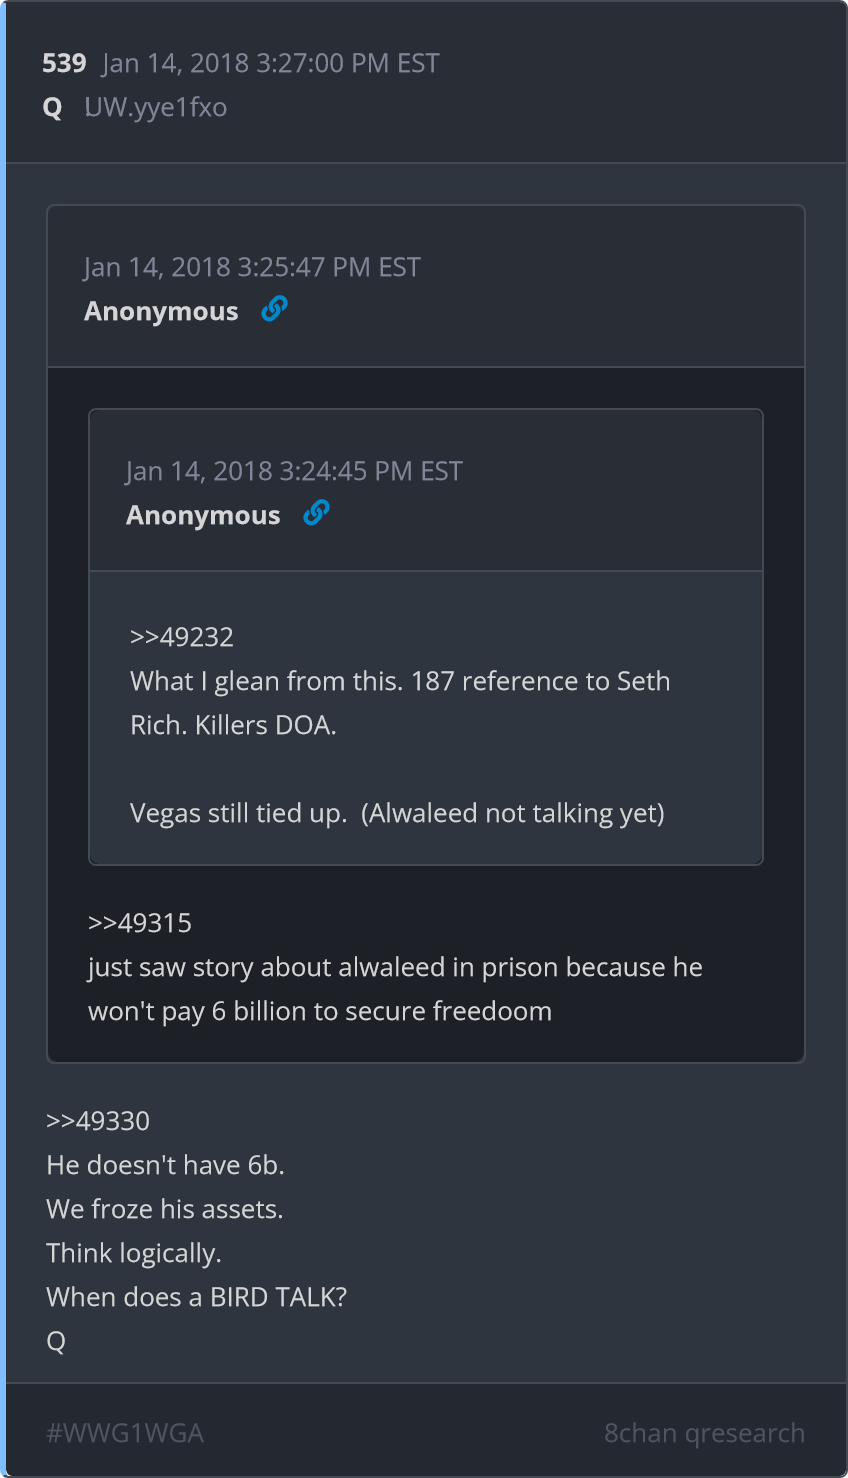 539 Jan 14, 2018 3:27:00 PM EST
Q UW.yye1fxo
Jan 14, 2018 3:25:47 PM EST
Anonymous
Jan 14, 2018 3:24:45 PM EST
Anonymous
>>49232
What I glean from this. 187 reference to Seth
Rich. Killers DOA.
Vegas still tied up.  (Alwaleed not talking yet)
>>49315
just saw story about alwaleed in prison because he
won't pay 6 billion to secure freedoom
>>49330
He doesn't have 6b.
We froze his assets.
Think logically.
When does a BIRD TALK?
Q
#WWG1WGA 8chan qresearch